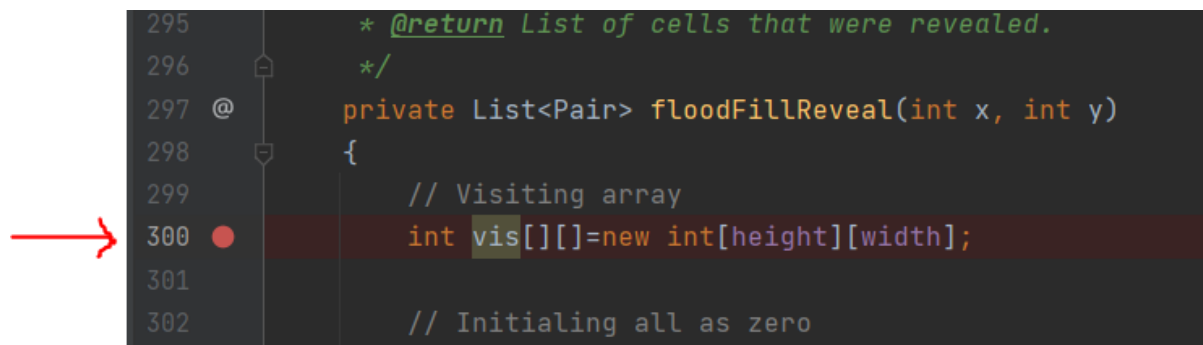 295 * @return List of cells that were revealed.
296 */
297 @ private List<Pair> floodFillReveal(int x, int y)
298 {
299 // Visiting array
300 int vis[][]=new int[height][width];
301
302 // Initialing all as zero